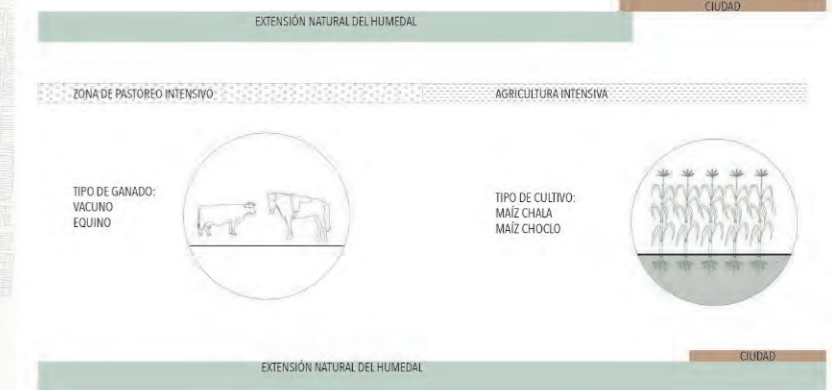 CIUDAD
EXTENSIÓN NATURAL DEL HUMEDAL
ZONA DE PASTOREO INTENSIVO
AGRICULTURA INTENSIVA
TIPO DE GANADO:
VACUNO
EQUINO
TIPO DE CULTIVO:
MAÍZ CHALA
MAÍZ CHOCLO
CIUDAD
EXTENSIÓN NATURAL DEL HUMEDAL